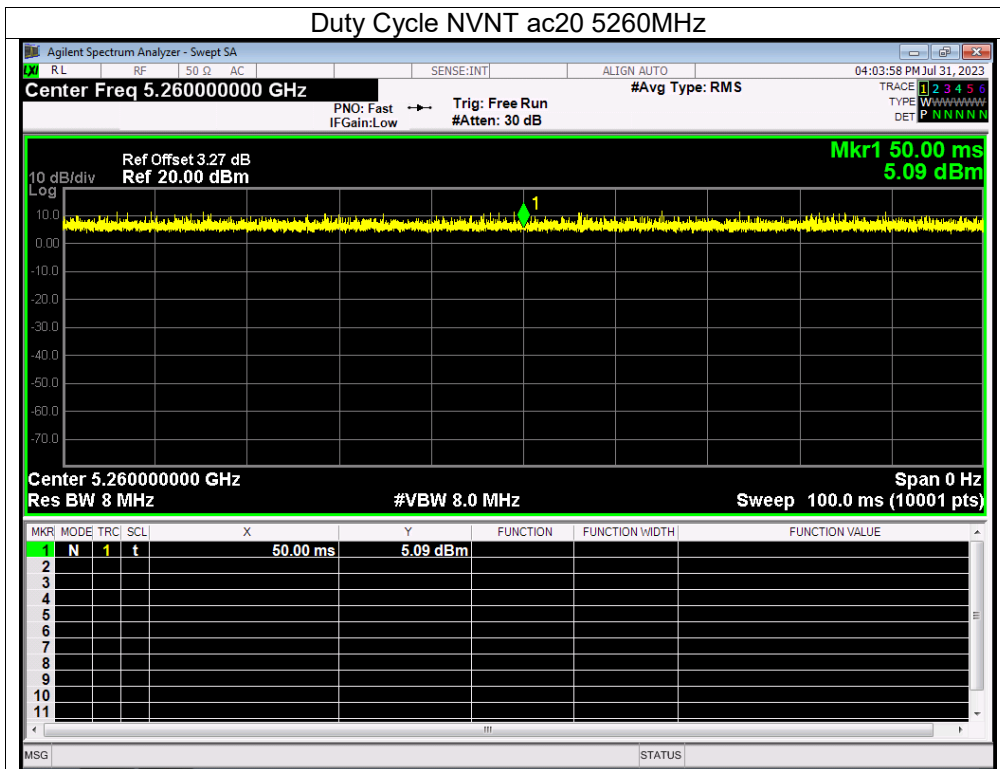 Duty Cycle NVNT ac20 5260MHz
Agilent Spectrum Analyzer - Swept SA
LXI RL RF 50 Ω AC SENSE:INT ALIGN AUTO 04:03:58 PM Jul 31, 2023
Center Freq 5.260000000 GHz #Avg Type: RMS TRACE 1 2 3 4 5 6
PNO: Fast Trig: Free Run TYPE WWWWWW
IFGain:Low #Atten: 30 dB DET P N N N N N
Mkr1 50.00 ms
Ref Offset 3.27 dB
10 dB/div Ref 20.00 dBm 5.09 dBm
Log
1
10.0
0.00
-10.0
-20.0
-30.0
-40.0
-50.0
-60.0
-70.0
Center 5.260000000 GHz Span 0 Hz
Res BW 8 MHz #VBW 8.0 MHz Sweep 100.0 ms (10001 pts)
MKR MODE TRC SCL X Y FUNCTION FUNCTION WIDTH FUNCTION VALUE
1 N 1 t 50.00 ms 5.09 dBm
2
3
4
5
6
7
8
9
10
11
MSG STATUS